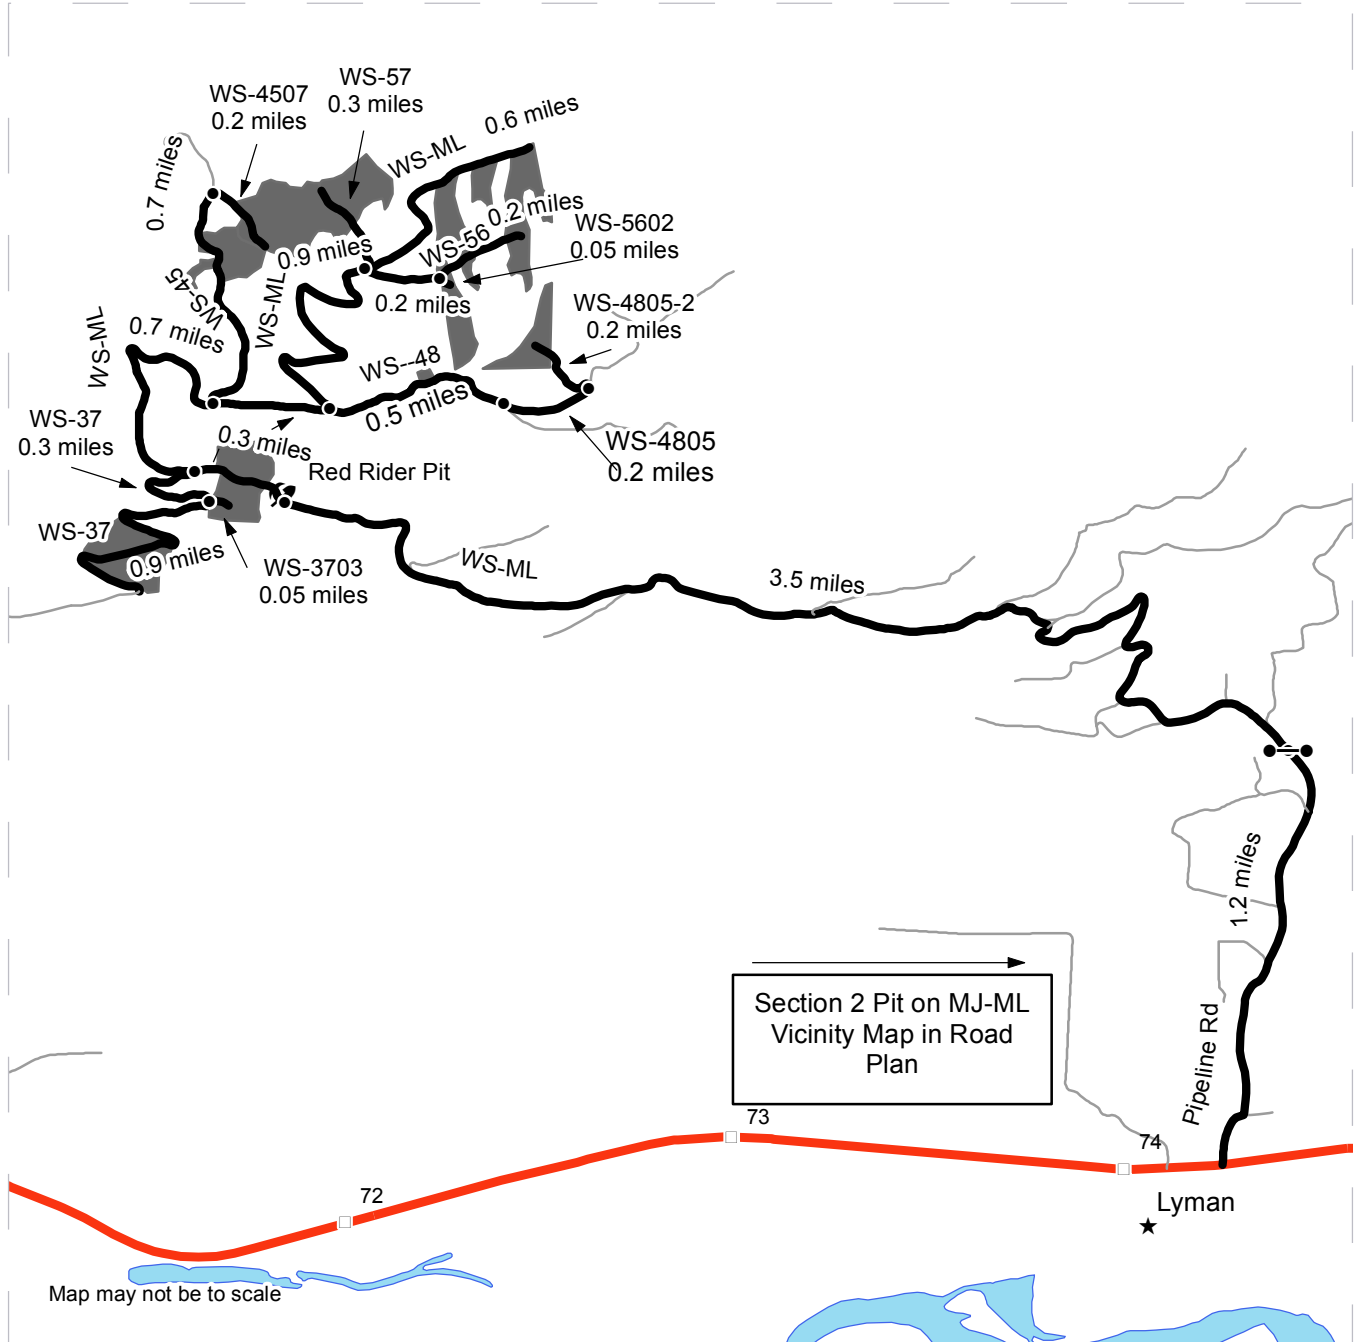 WS-57
0.3 miles
WS-4507
0.2 miles
0.6 miles
WS-ML
0.7 miles
0.2 miles
WS-56
WS-5602
0.05 miles
0.9 miles
WS-45
WS-ML
0.2 miles
WS-4805-2
0.2 miles
WS-ML
0.7 miles
WS--48
0.5 miles
WS-37
0.3 miles
0.3 miles
WS-4805
0.2 miles
Red Rider Pit
WS-37
0.9 miles
WS-3703
0.05 miles
WS-ML
3.5 miles
1.2 miles
Section 2 Pit on MJ-ML
Vicinity Map in Road
Plan
Pipeline Rd
73
74
72
Lyman
Map may not be to scale